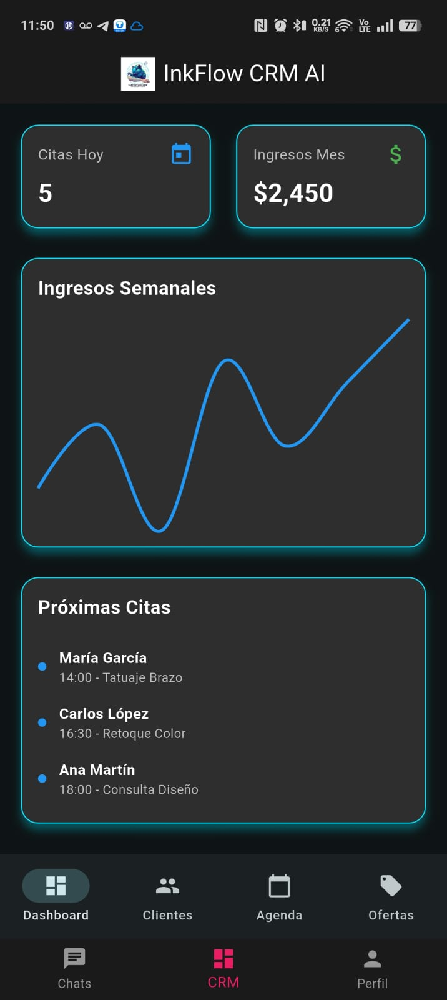 11:50
0.21
KB/S
6
Vo
LTE
77
InkFlow CRM AI
Citas Hoy
5
Ingresos Mes
$
$2,450
Ingresos Semanales
Próximas Citas
María García
14:00 - Tatuaje Brazo
Carlos López
16:30 - Retoque Color
Ana Martín
18:00 - Consulta Diseño
Dashboard
Clientes
Agenda
Ofertas
Chats
CRM
Perfil